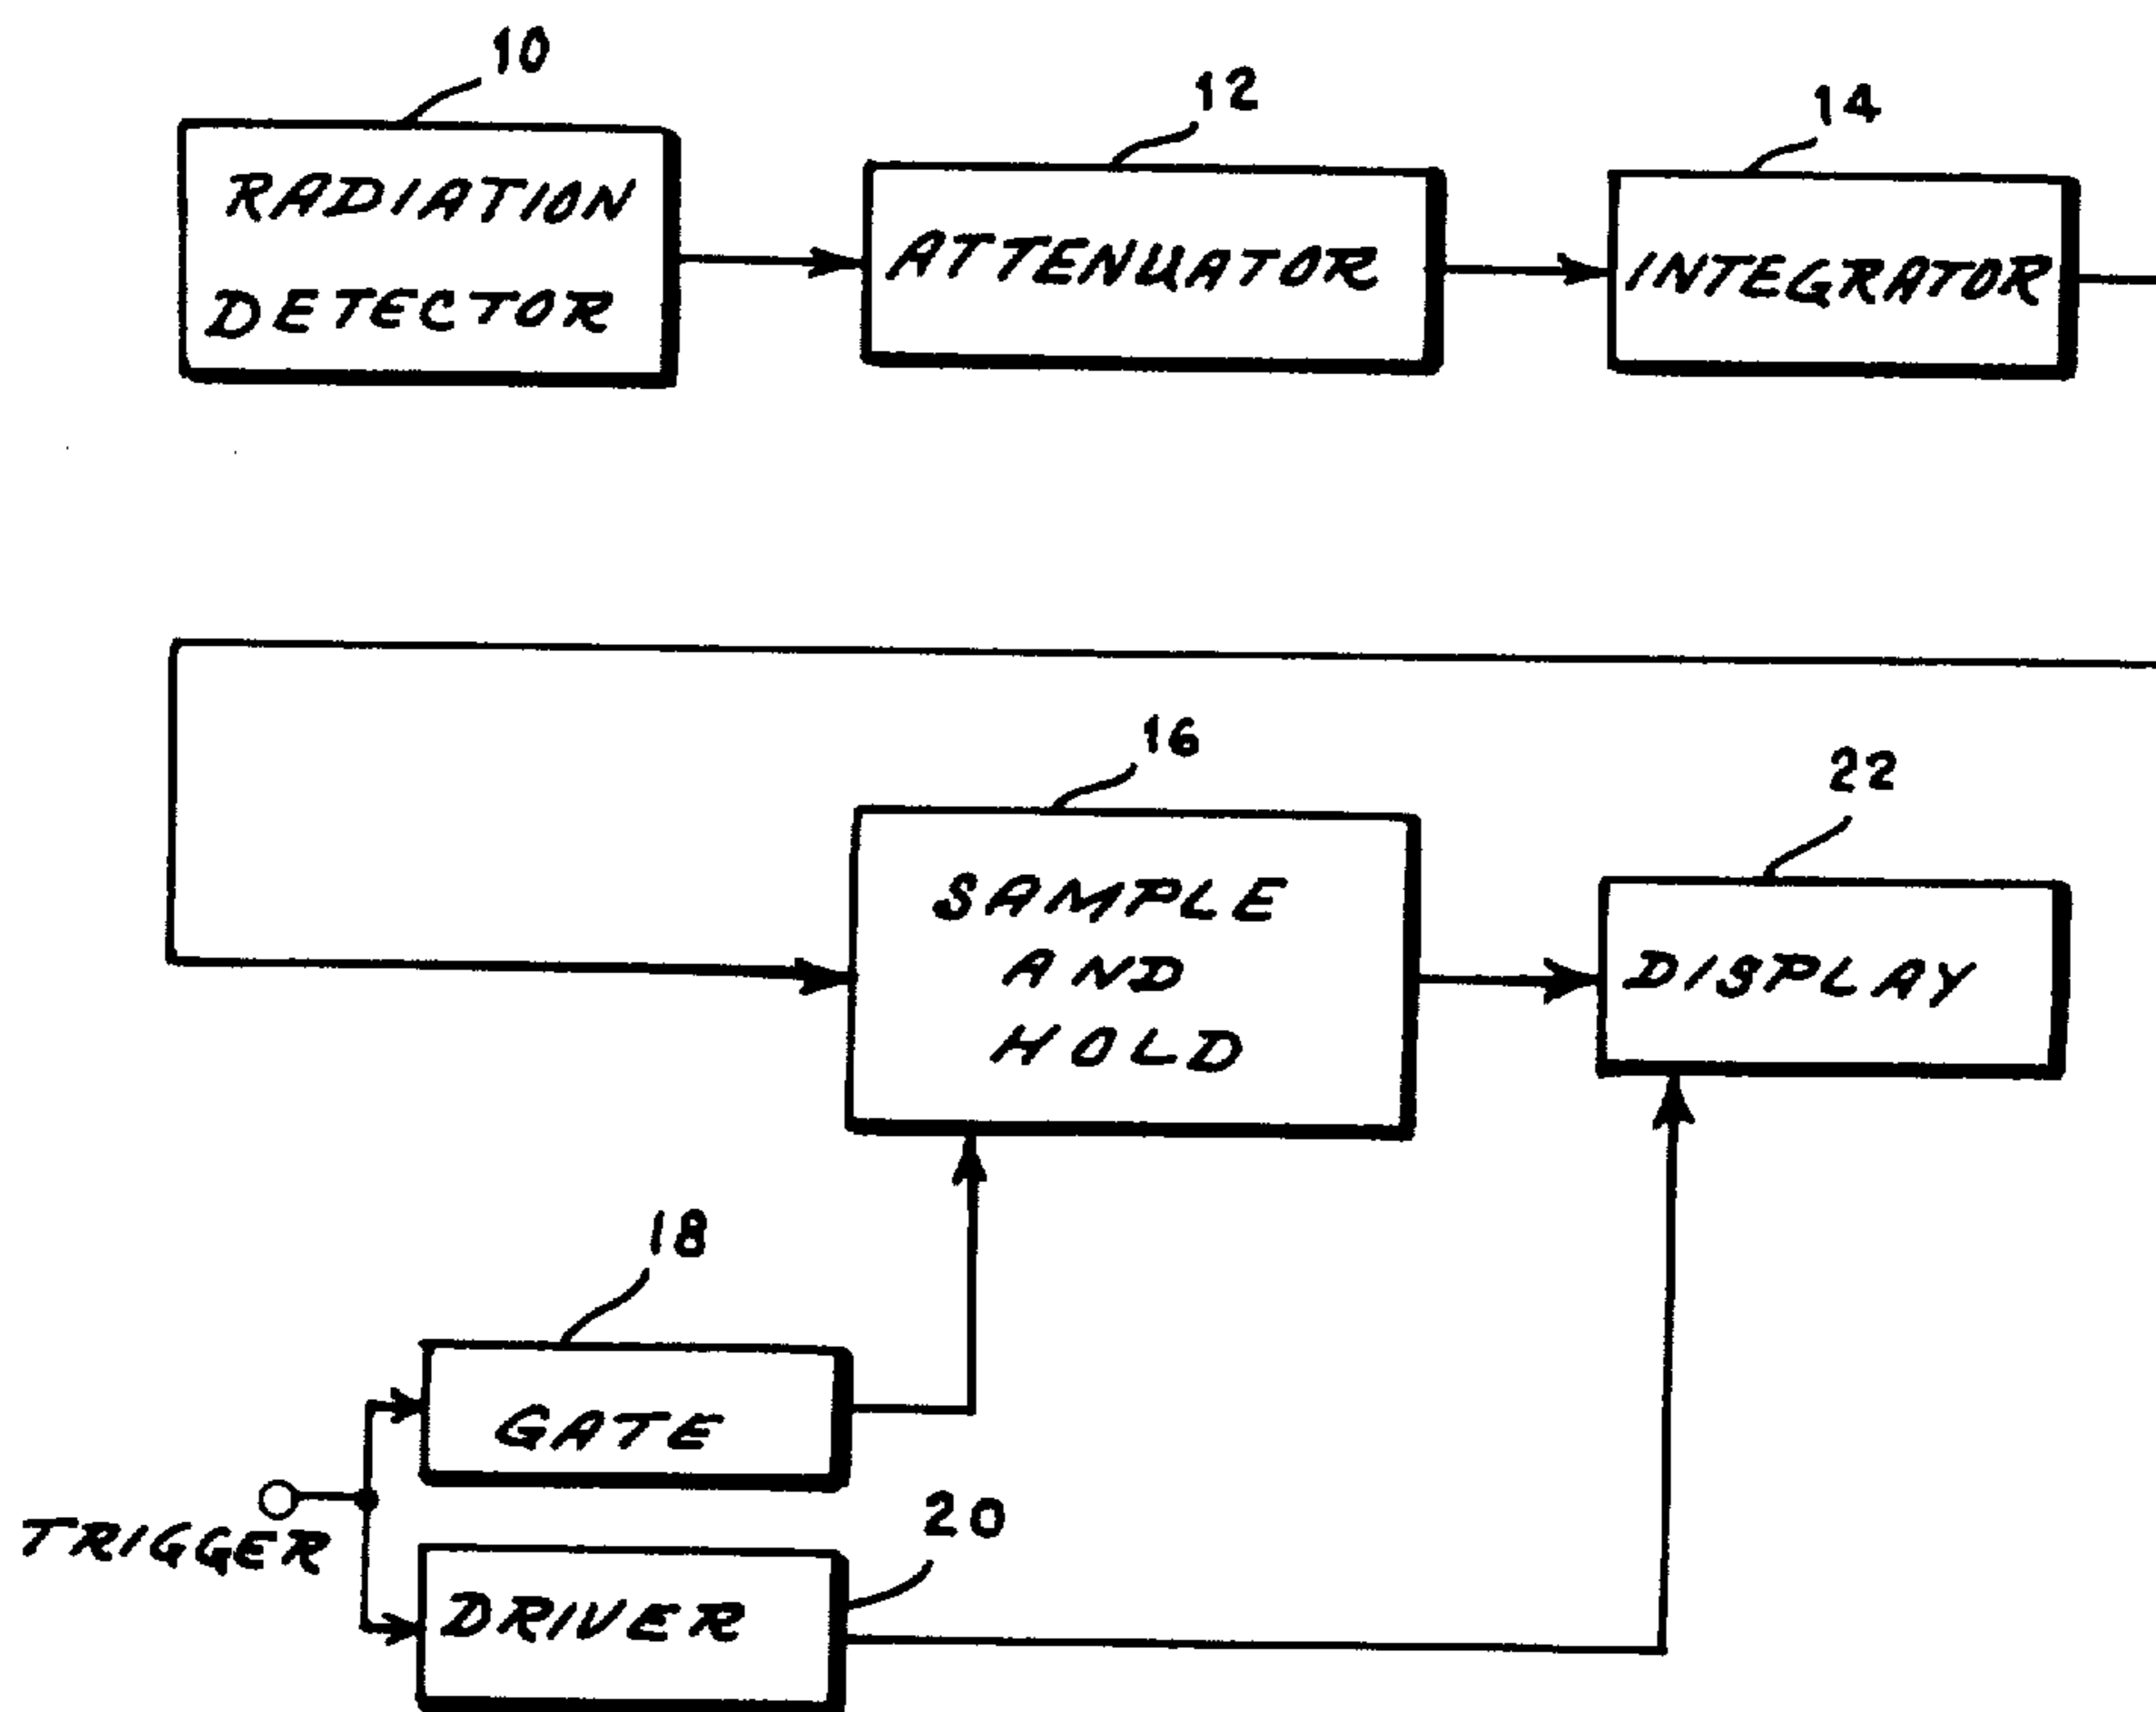 10
12
14
RADIATION
DETECTOR
ATTENUATOR
INTEGRATOR
16
22
SAMPLE
AND
HOLD
DISPLAY
18
GATE
TRIGGER
20
DRIVER